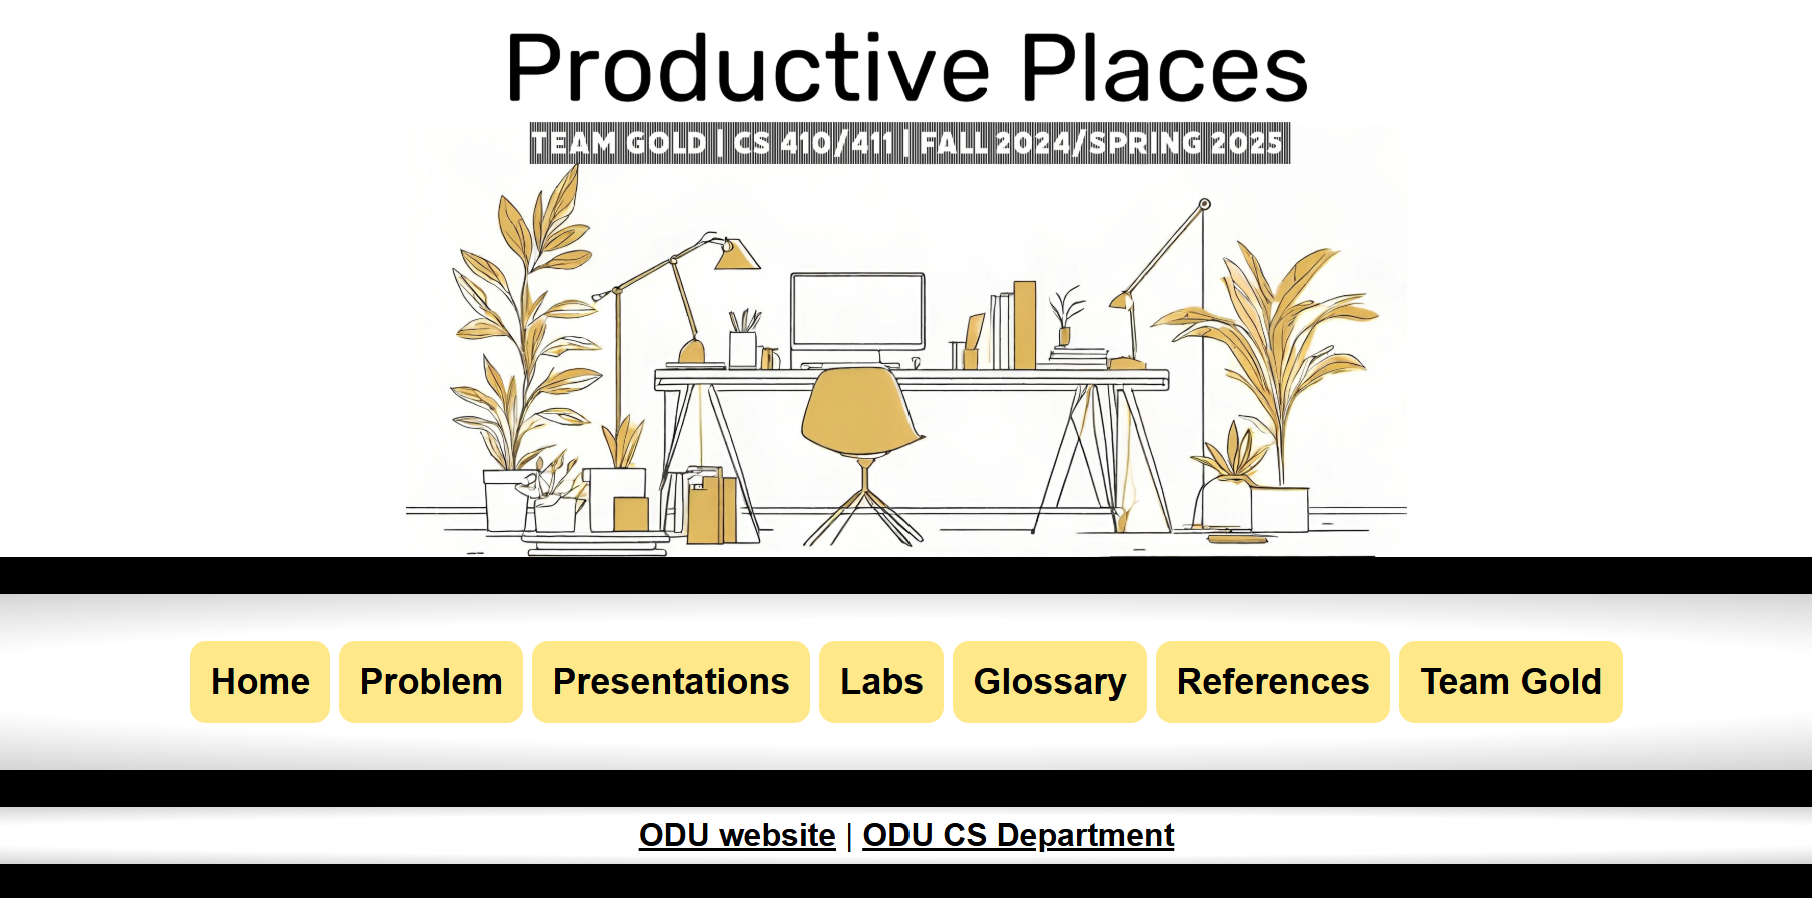 Productive Places
TEAM GOLD | CS 410/411 | FALL 2024/SPRING 2025
Home Problem Presentations Labs Glossary References Team Gold
ODU website | ODU CS Department